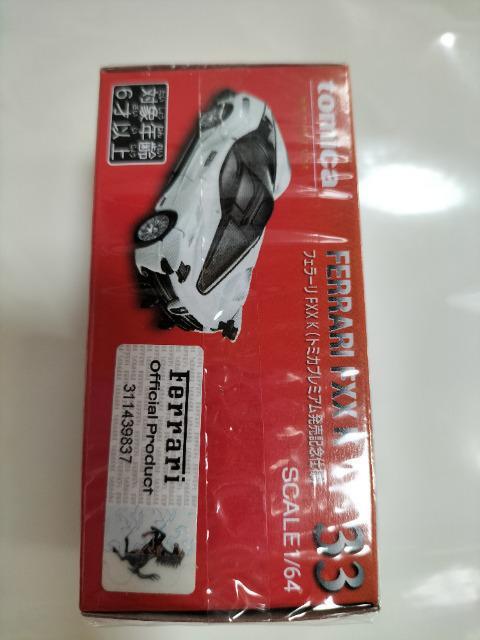 tomica
FERRARI FXX K
33
フェラーリ FXX K (トミカプレミアム発売記念仕様)
SCALE 1/64
対象年齢
6才以上
Ferrari
Official Product
311439837